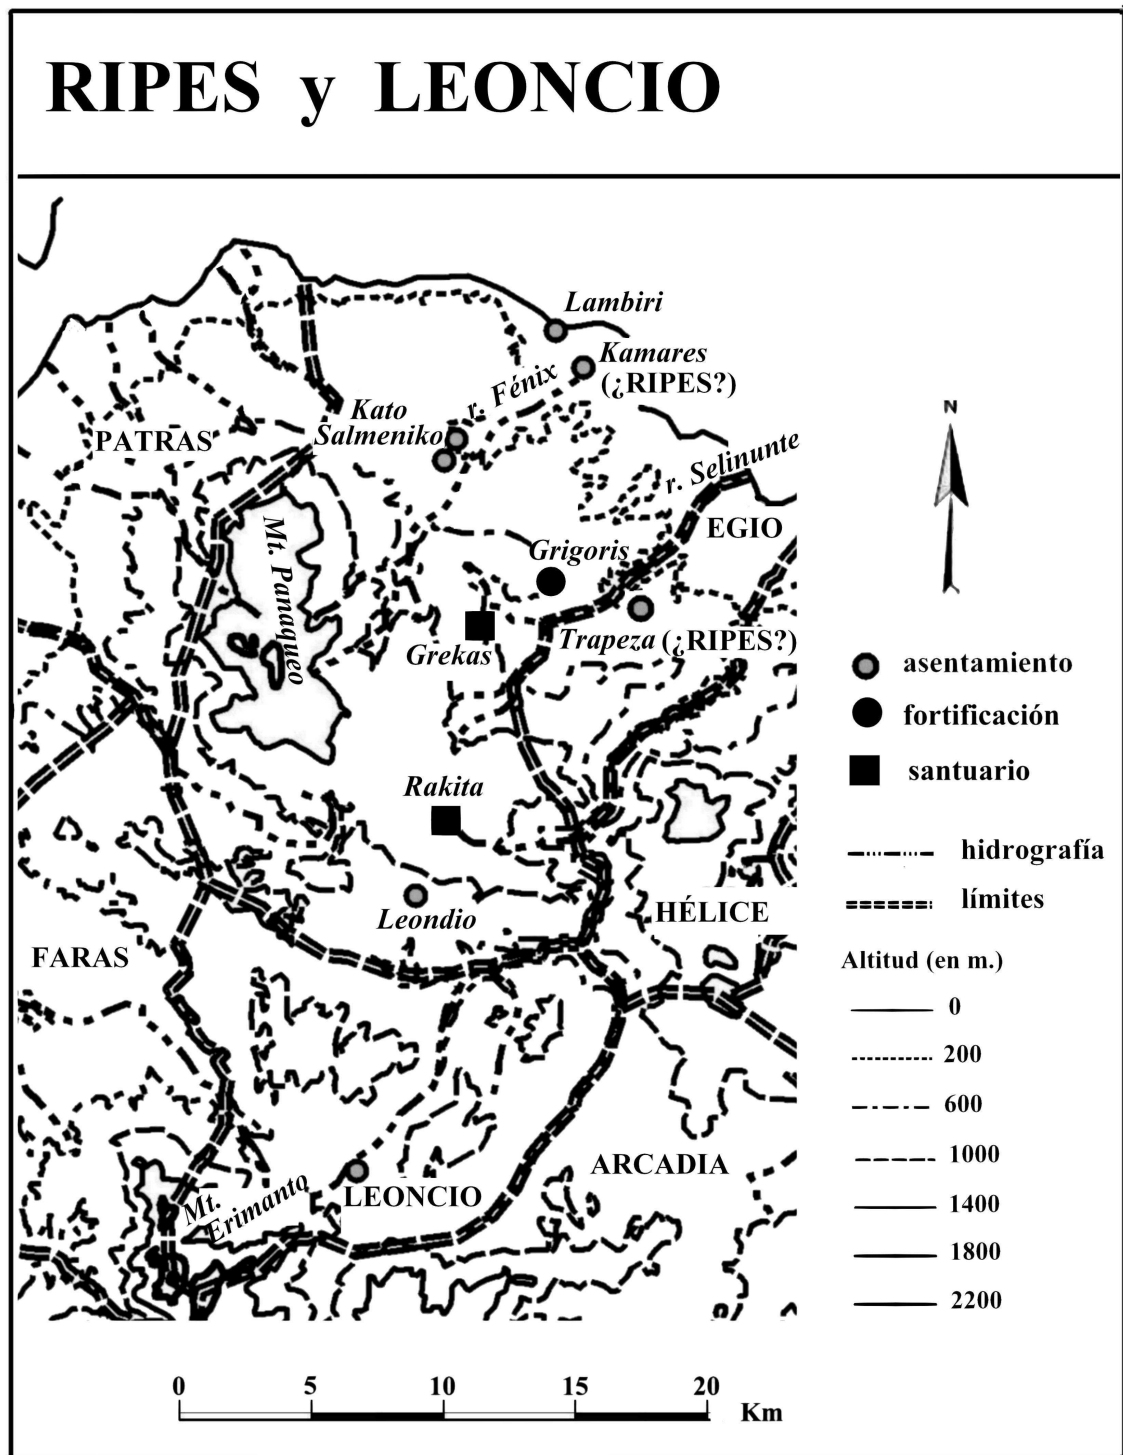 RIPES y LEONCIO
Lambiri
Kamares
(¿RIPES?)
r. Fénix
Kato
Salmeniko
PATRAS
r. Selinunte
EGIO
Mt. Panaqueo
Grigoris
Grekas
Trapeza (¿RIPES?)
Rakita
Leondio
HÉLICE
FARAS
ARCADIA
Mt.
Erimanto
LEONCIO
N
asentamiento
fortificación
santuario
hidrografía
límites
Altitud (en m.)
0
200
600
1000
1400
1800
2200
0 5 10 15 20
Km